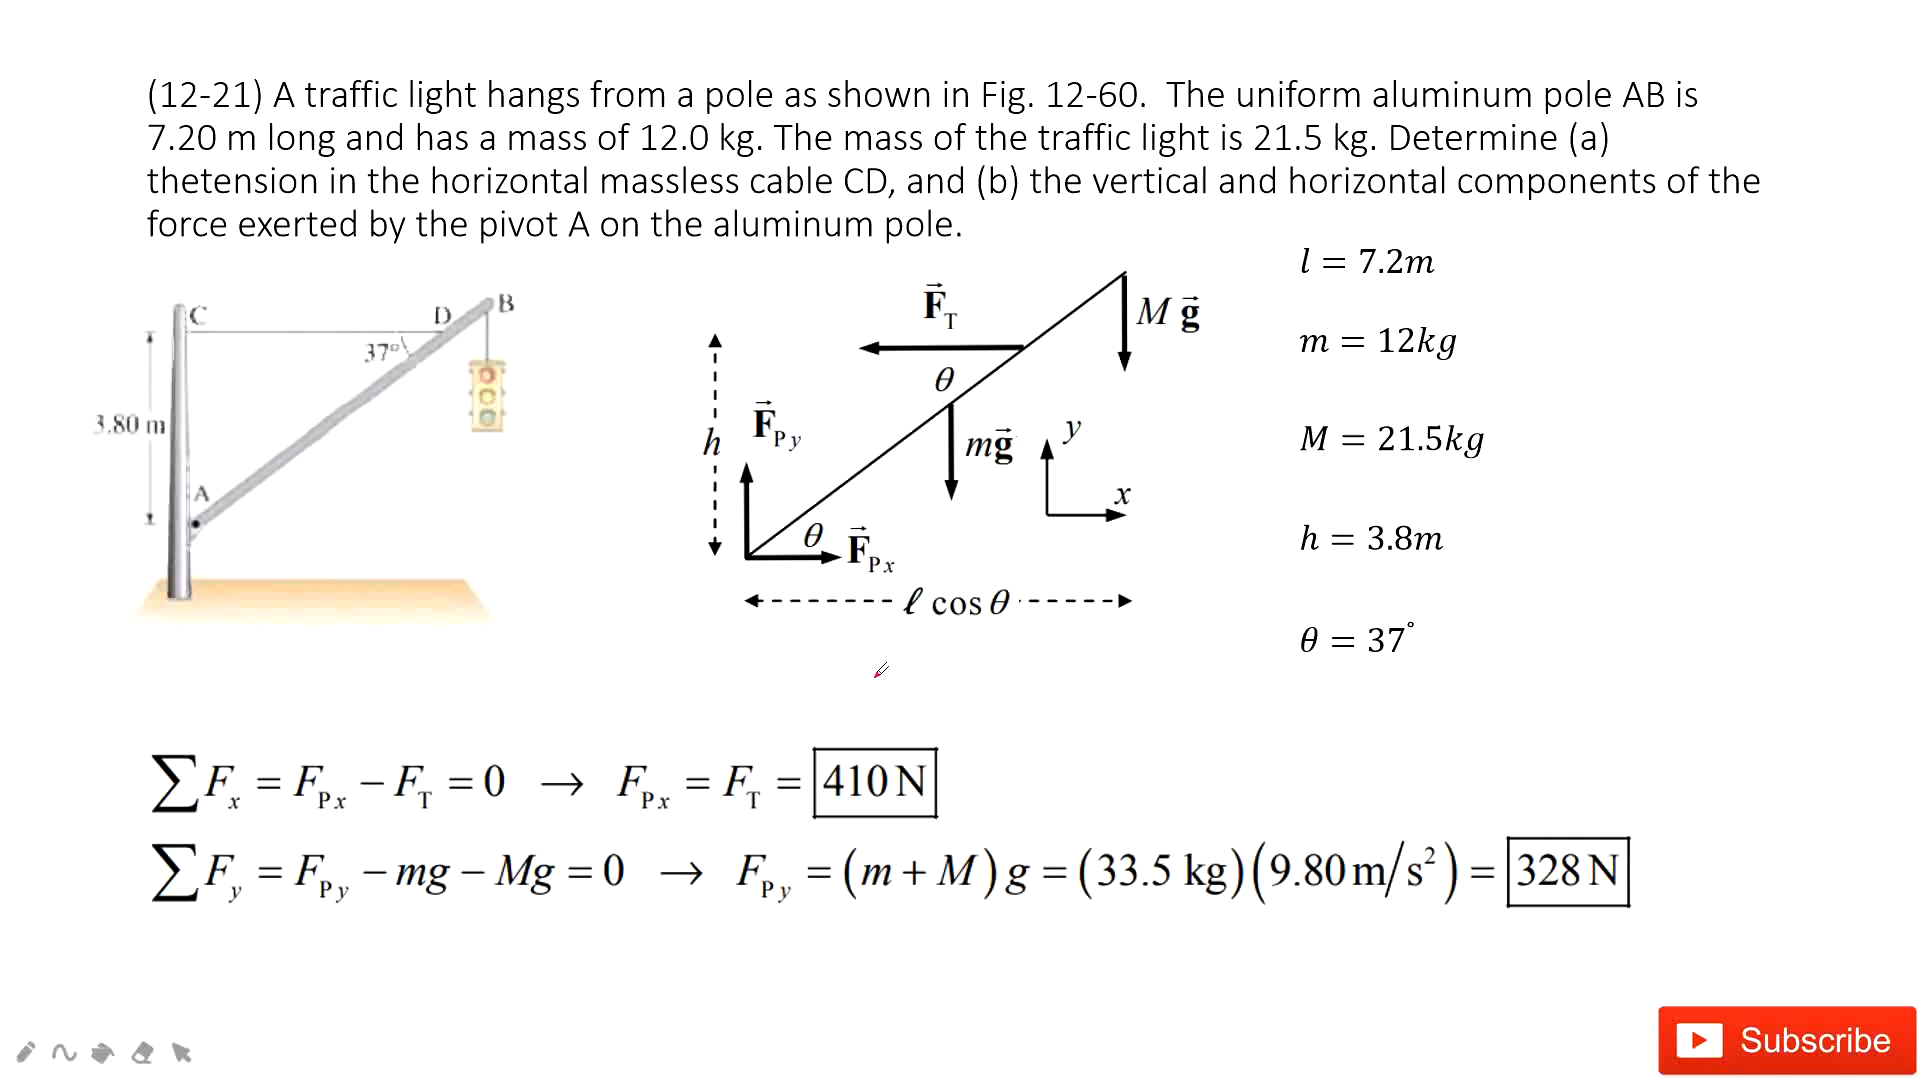 (12-21) A traffic light hangs from a pole as shown in Fig. 12-60.  The uniform aluminum pole AB is
7.20 m long and has a mass of 12.0 kg. The mass of the traffic light is 21.5 kg. Determine (a)
thetension in the horizontal massless cable CD, and (b) the vertical and horizontal components of the
force exerted by the pivot A on the aluminum pole.
C
D
B
37°
3.80 m
A
F⃗_T
M g⃗
θ
F⃗_Py
h
mg⃗
y
x
θ
F⃗_Px
ℓ cos θ
l = 7.2m
m = 12kg
M = 21.5kg
h = 3.8m
θ = 37°
∑F_x = F_Px − F_T = 0 → F_Px = F_T = 410 N
∑F_y = F_Py − mg − Mg = 0 → F_Py = (m + M) g = (33.5 kg)(9.80 m/s²) = 328 N
Subscribe